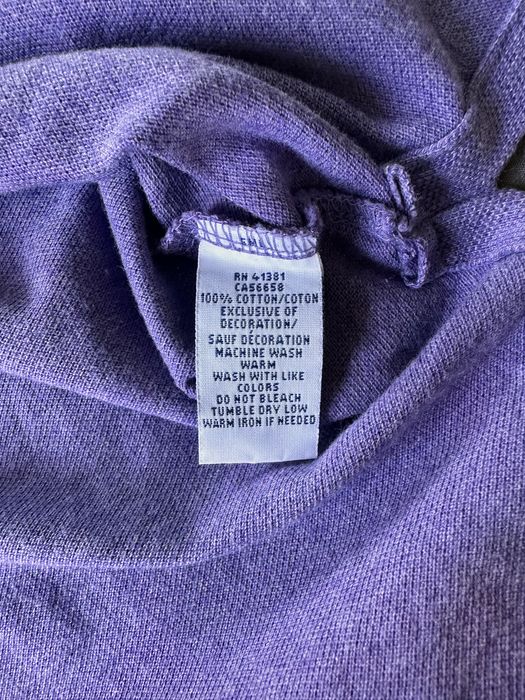 RN 41381
CA56658
100% COTTON/COTON
EXCLUSIVE OF
DECORATION/
SAUF DÉCORATION
MACHINE WASH
WARM
WASH WITH LIKE
COLORS
DO NOT BLEACH
TUMBLE DRY LOW
WARM IRON IF NEEDED